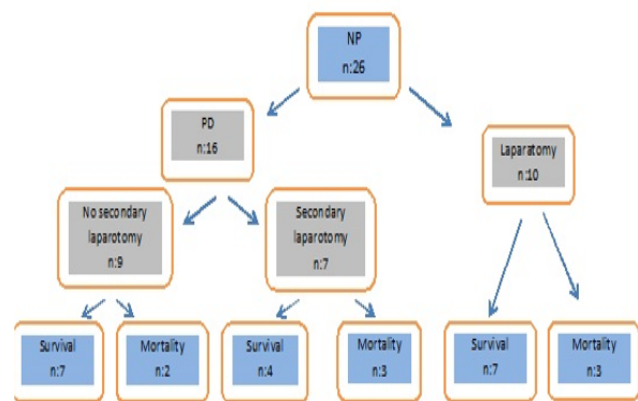 NP
n:26
PD
n:16
Laparatomy
n:10
No secondary
laparotomy
n:9
Secondary
laparotomy
n:7
Survival
n:7
Mortality
n:2
Survival
n:4
Mortality
n:3
Survival
n:7
Mortality
n:3